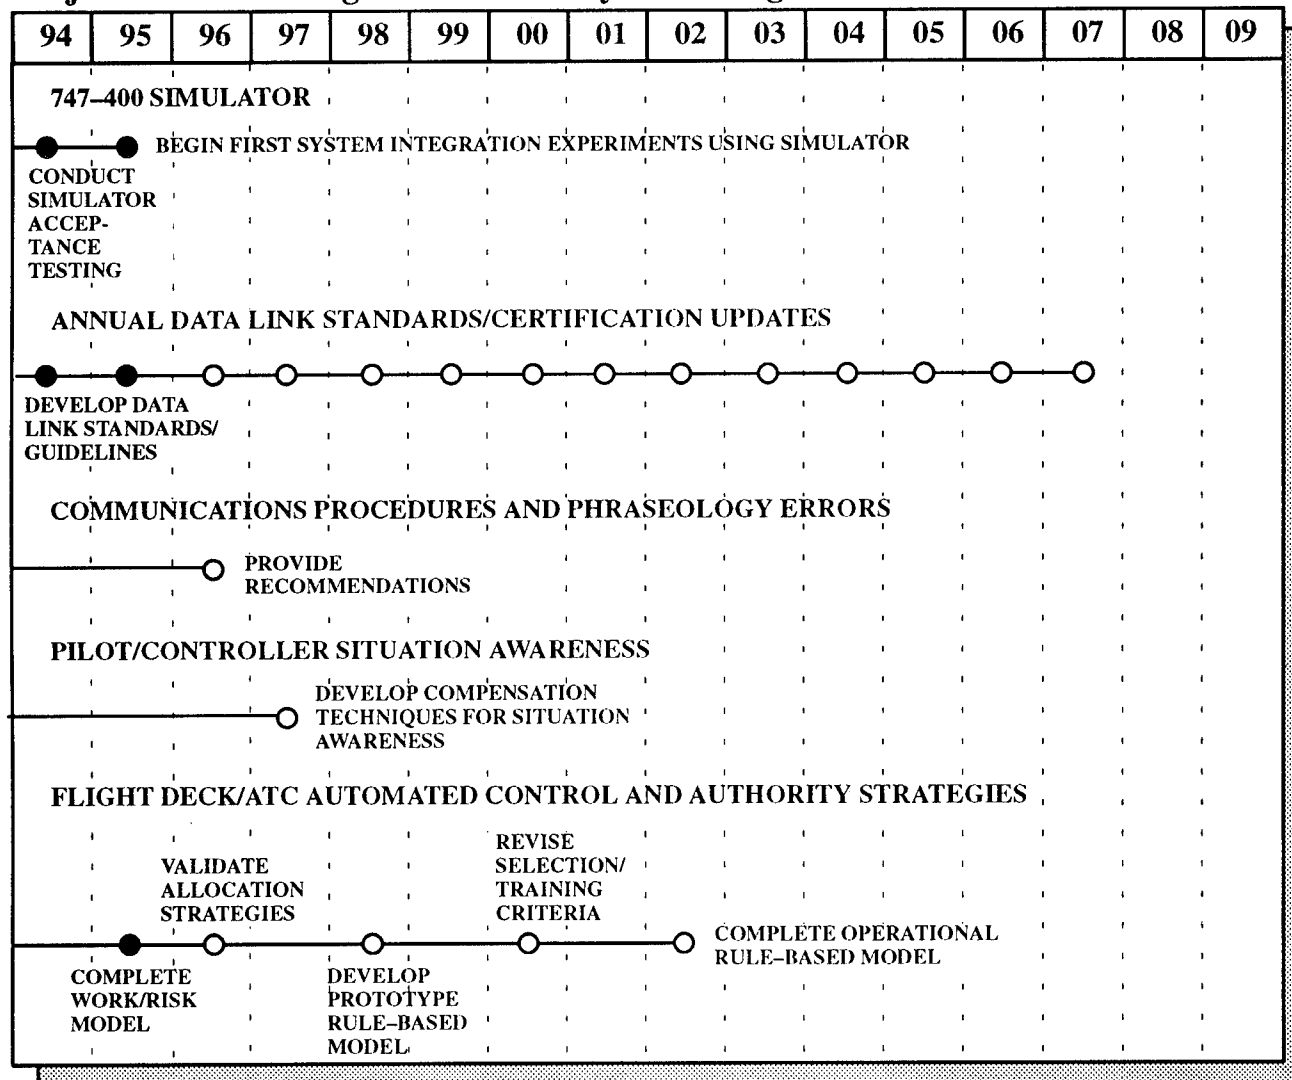 94 95 96 97 98 99 00 01 02 03 04 05 06 07 08 09
747–400 SIMULATOR
BEGIN FIRST SYSTEM INTEGRATION EXPERIMENTS USING SIMULATOR
CONDUCT
SIMULATOR
ACCEP-
TANCE
TESTING
ANNUAL DATA LINK STANDARDS/CERTIFICATION UPDATES
DEVELOP DATA
LINK STANDARDS/
GUIDELINES
COMMUNICATIONS PROCEDURES AND PHRASEOLOGY ERRORS
PROVIDE
RECOMMENDATIONS
PILOT/CONTROLLER SITUATION AWARENESS
DEVELOP COMPENSATION
TECHNIQUES FOR SITUATION
AWARENESS
FLIGHT DECK/ATC AUTOMATED CONTROL AND AUTHORITY STRATEGIES
VALIDATE
ALLOCATION
STRATEGIES
REVISE
SELECTION/
TRAINING
CRITERIA
COMPLETE OPERATIONAL
RULE–BASED MODEL
COMPLETE
WORK/RISK
MODEL
DEVELOP
PROTOTYPE
RULE–BASED
MODEL